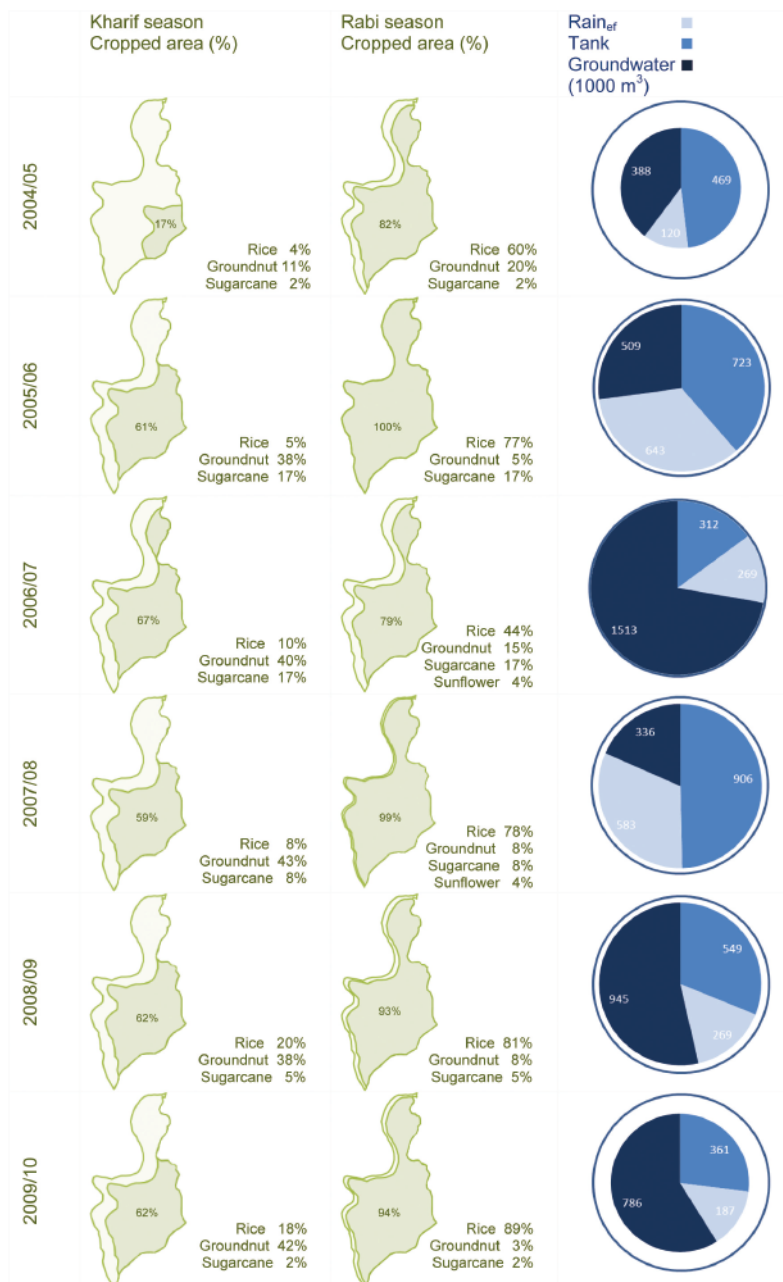 Kharif season
Cropped area (%)
Rabi season
Cropped area (%)
Rain_ef
Tank
Groundwater
(1000 m³)
2004/05
17%
Rice 4%
Groundnut 11%
Sugarcane 2%
82%
Rice 60%
Groundnut 20%
Sugarcane 2%
388
469
120
2005/06
61%
Rice 5%
Groundnut 38%
Sugarcane 17%
100%
Rice 77%
Groundnut 5%
Sugarcane 17%
509
723
643
2006/07
67%
Rice 10%
Groundnut 40%
Sugarcane 17%
79%
Rice 44%
Groundnut 15%
Sugarcane 17%
Sunflower 4%
312
269
1513
2007/08
59%
Rice 8%
Groundnut 43%
Sugarcane 8%
99%
Rice 78%
Groundnut 8%
Sugarcane 8%
Sunflower 4%
336
906
583
2008/09
62%
Rice 20%
Groundnut 38%
Sugarcane 5%
93%
Rice 81%
Groundnut 8%
Sugarcane 5%
549
945
269
2009/10
62%
Rice 18%
Groundnut 42%
Sugarcane 2%
94%
Rice 89%
Groundnut 3%
Sugarcane 2%
361
786
187